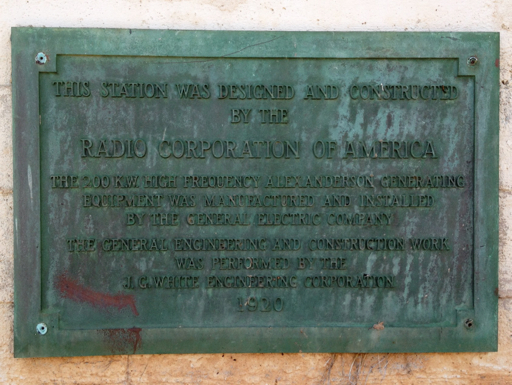 THIS STATION WAS DESIGNED AND CONSTRUCTED
BY THE
RADIO CORPORATION OF AMERICA
THE 200 K.W. HIGH FREQUENCY ALEXANDERSON GENERATING
EQUIPMENT WAS MANUFACTURED AND INSTALLED
BY THE GENERAL ELECTRIC COMPANY
THE GENERAL ENGINEERING AND CONSTRUCTION WORK
WAS PERFORMED BY THE
J.G. WHITE ENGINEERING CORPORATION
1920